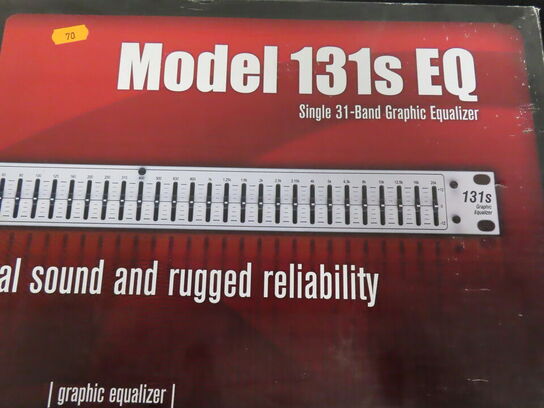 70
Model 131s EQ
Single 31-Band Graphic Equalizer
131s
Graphic
Equalizer
al sound and rugged reliability
| graphic equalizer |